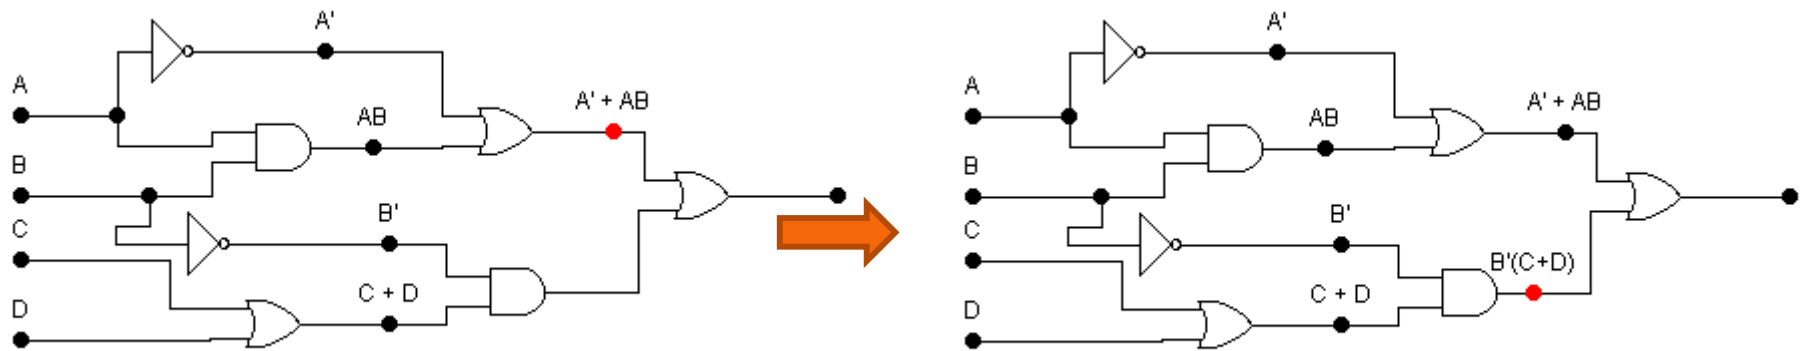 A'
A
A' + AB
AB
B
B'
C
C + D
D
A'
A
A' + AB
AB
B
B'
C
B'(C+D)
C + D
D